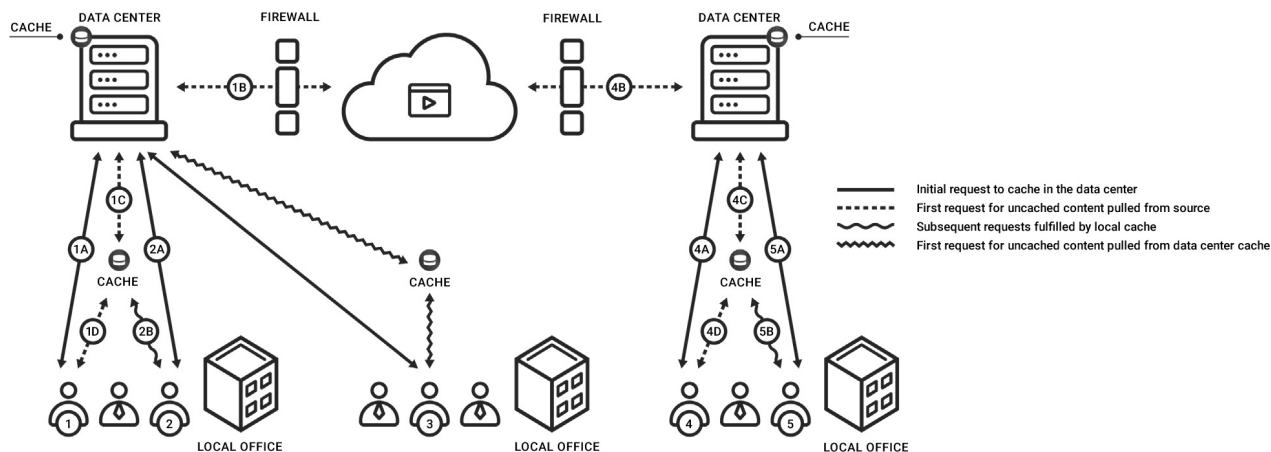 DATA CENTER
FIREWALL
FIREWALL
DATA CENTER
CACHE
CACHE
1B
4B
Initial request to cache in the data center
First request for uncached content pulled from source
Subsequent requests fulfilled by local cache
First request for uncached content pulled from data center cache
1C
4C
1A
2A
4A
5A
CACHE
CACHE
CACHE
1D
2B
4D
5B
1
2
3
4
5
LOCAL OFFICE
LOCAL OFFICE
LOCAL OFFICE